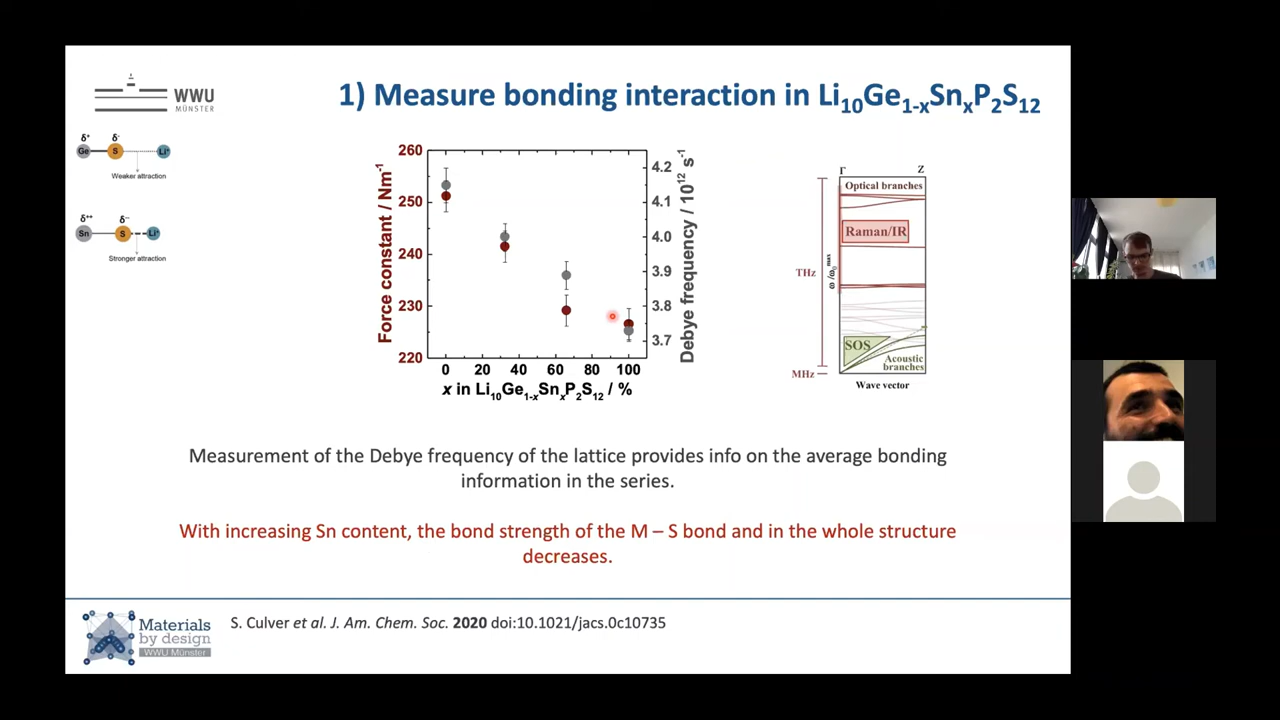 WWU
MÜNSTER
1) Measure bonding interaction in Li10Ge1-xSnxP2S12
δ+ δ-
Ge S Li+
Weaker attraction
δ++ δ--
Sn S Li+
Stronger attraction
Force constant / Nm-1
260
250
240
230
220
0 20 40 60 80 100
x in Li10Ge1-xSnxP2S12 / %
4.2
4.1
4.0
3.9
3.8
3.7
Debye frequency / 10^12 s-1
Γ Z
Optical branches
Raman/IR
THz
ω/ω0max
SOS
Acoustic
branches
MHz
Wave vector
Measurement of the Debye frequency of the lattice provides info on the average bonding
information in the series.
With increasing Sn content, the bond strength of the M – S bond and in the whole structure
decreases.
Materials
by design
WWU Münster
S. Culver et al. J. Am. Chem. Soc. 2020 doi:10.1021/jacs.0c10735